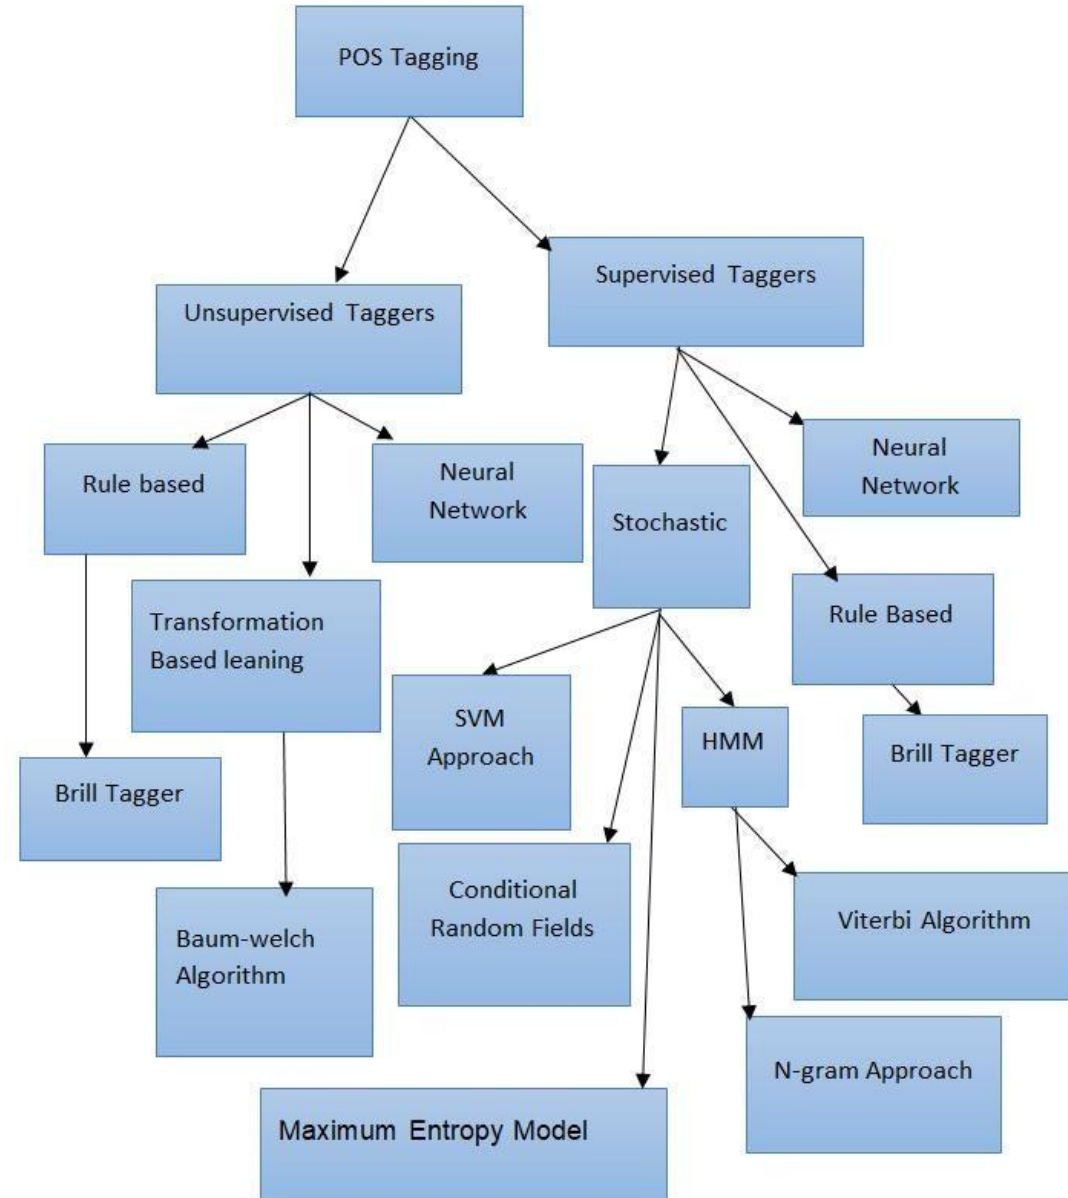 POS Tagging
Supervised Taggers
Unsupervised Taggers
Neural
Network
Rule based
Neural
Network
Stochastic
Rule Based
Transformation
Based leaning
SVM
Approach
HMM
Brill Tagger
Brill Tagger
Conditional
Random Fields
Viterbi Algorithm
Baum-welch
Algorithm
N-gram Approach
Maximum Entropy Model